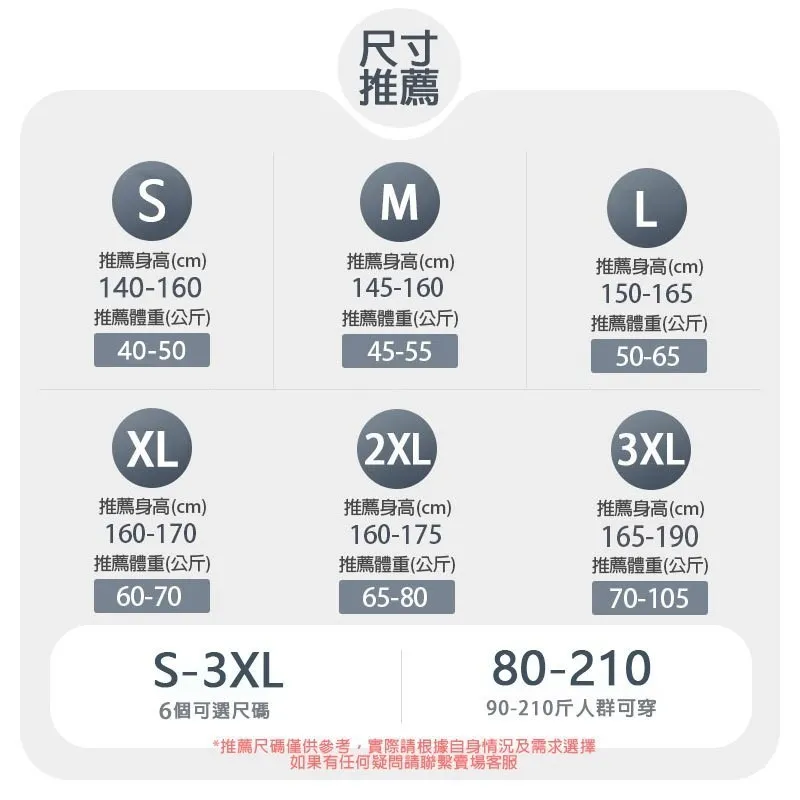 尺寸
推薦
S
推薦身高(cm)
140-160
推薦體重(公斤)
40-50
M
推薦身高(cm)
145-160
推薦體重(公斤)
45-55
L
推薦身高(cm)
150-165
推薦體重(公斤)
50-65
XL
推薦身高(cm)
160-170
推薦體重(公斤)
60-70
2XL
推薦身高(cm)
160-175
推薦體重(公斤)
65-80
3XL
推薦身高(cm)
165-190
推薦體重(公斤)
70-105
S-3XL
6個可選尺碼
80-210
90-210斤人群可穿
*推薦尺碼僅供參考，實際請根據自身情況及需求選擇
如果有任何疑問請聯繫賣場客服